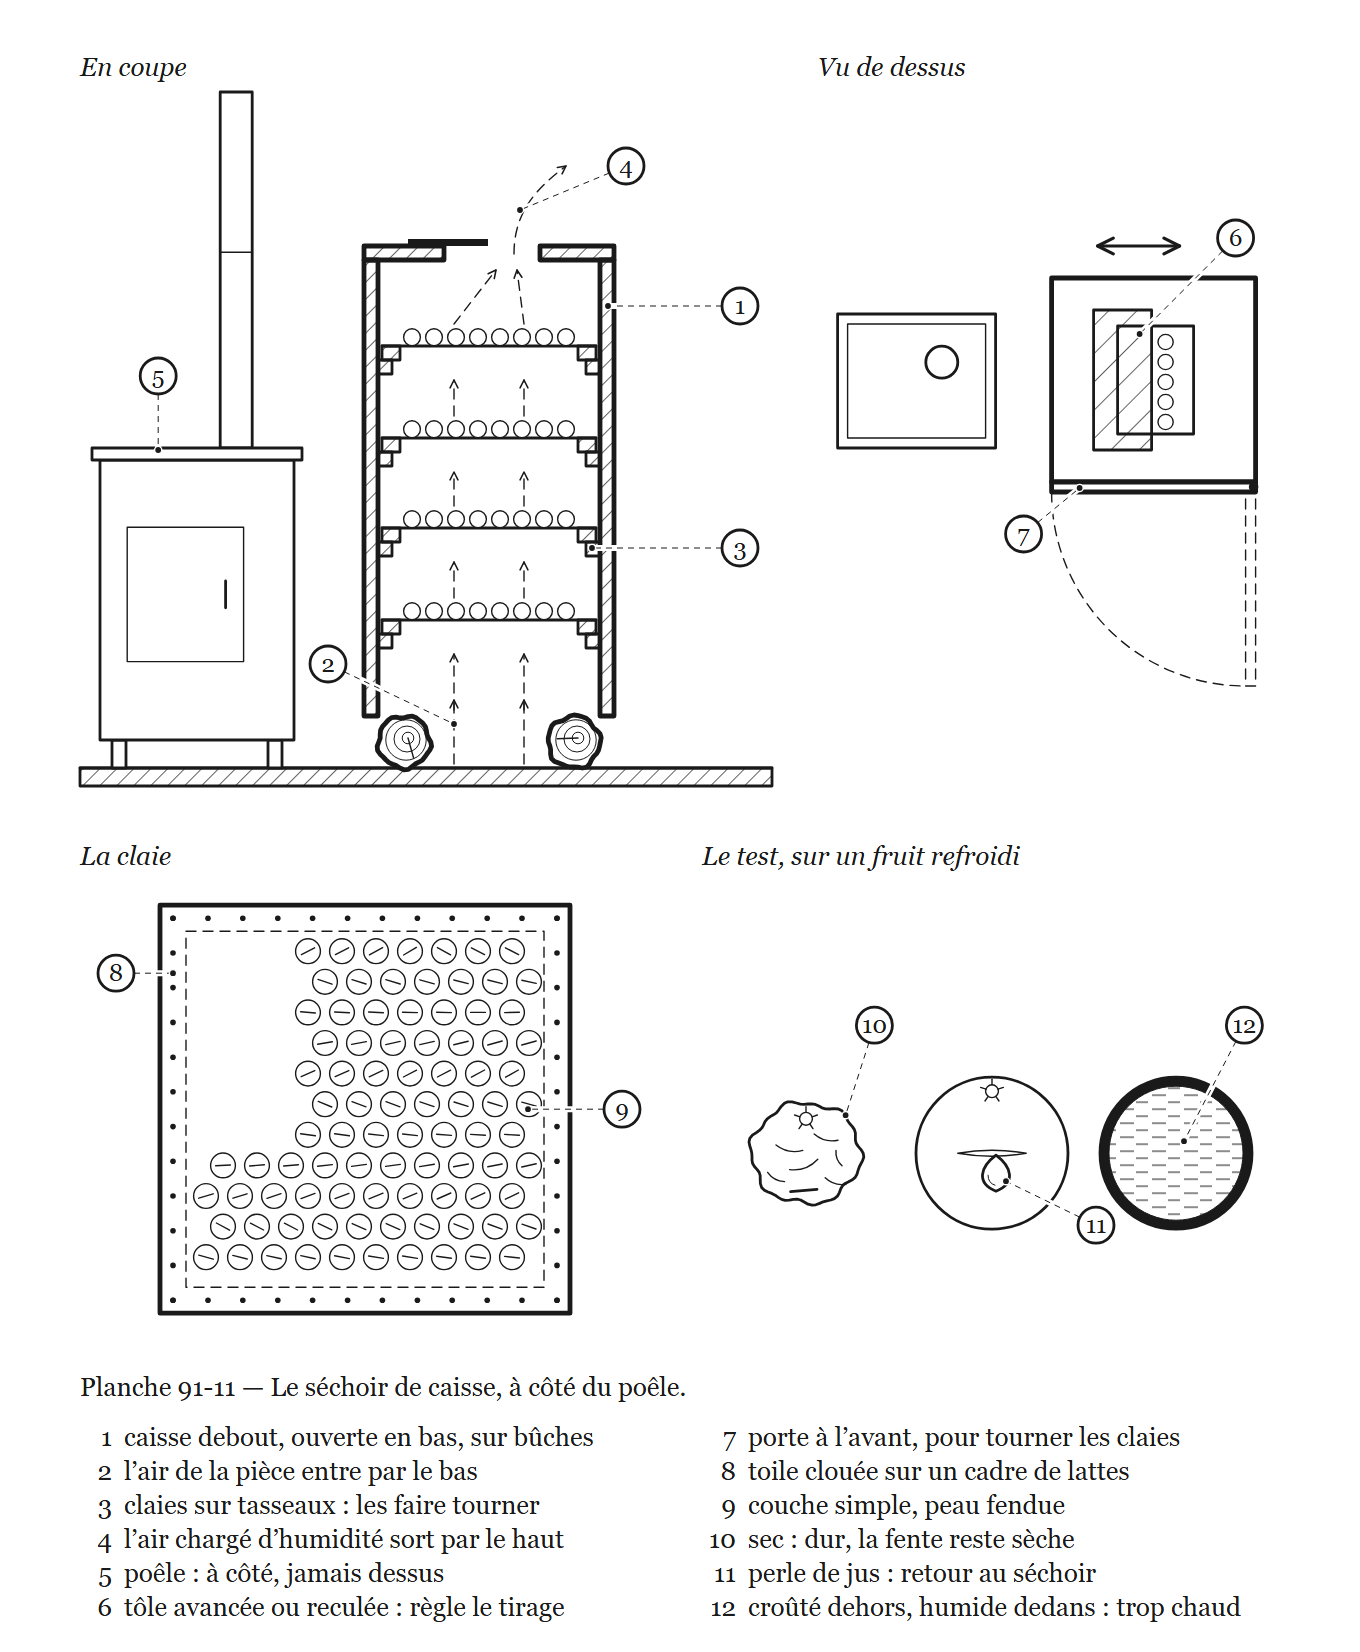 En coupe
Vu de dessus
4
6
1
5
7
3
2
La claie
Le test, sur un fruit refroidi
8
10
12
9
11
Planche 91-11 — Le séchoir de caisse, à côté du poêle.
1 caisse debout, ouverte en bas, sur bûches
2 l’air de la pièce entre par le bas
3 claies sur tasseaux : les faire tourner
4 l’air chargé d’humidité sort par le haut
5 poêle : à côté, jamais dessus
6 tôle avancée ou reculée : règle le tirage
7 porte à l’avant, pour tourner les claies
8 toile clouée sur un cadre de lattes
9 couche simple, peau fendue
10 sec : dur, la fente reste sèche
11 perle de jus : retour au séchoir
12 croûté dehors, humide dedans : trop chaud